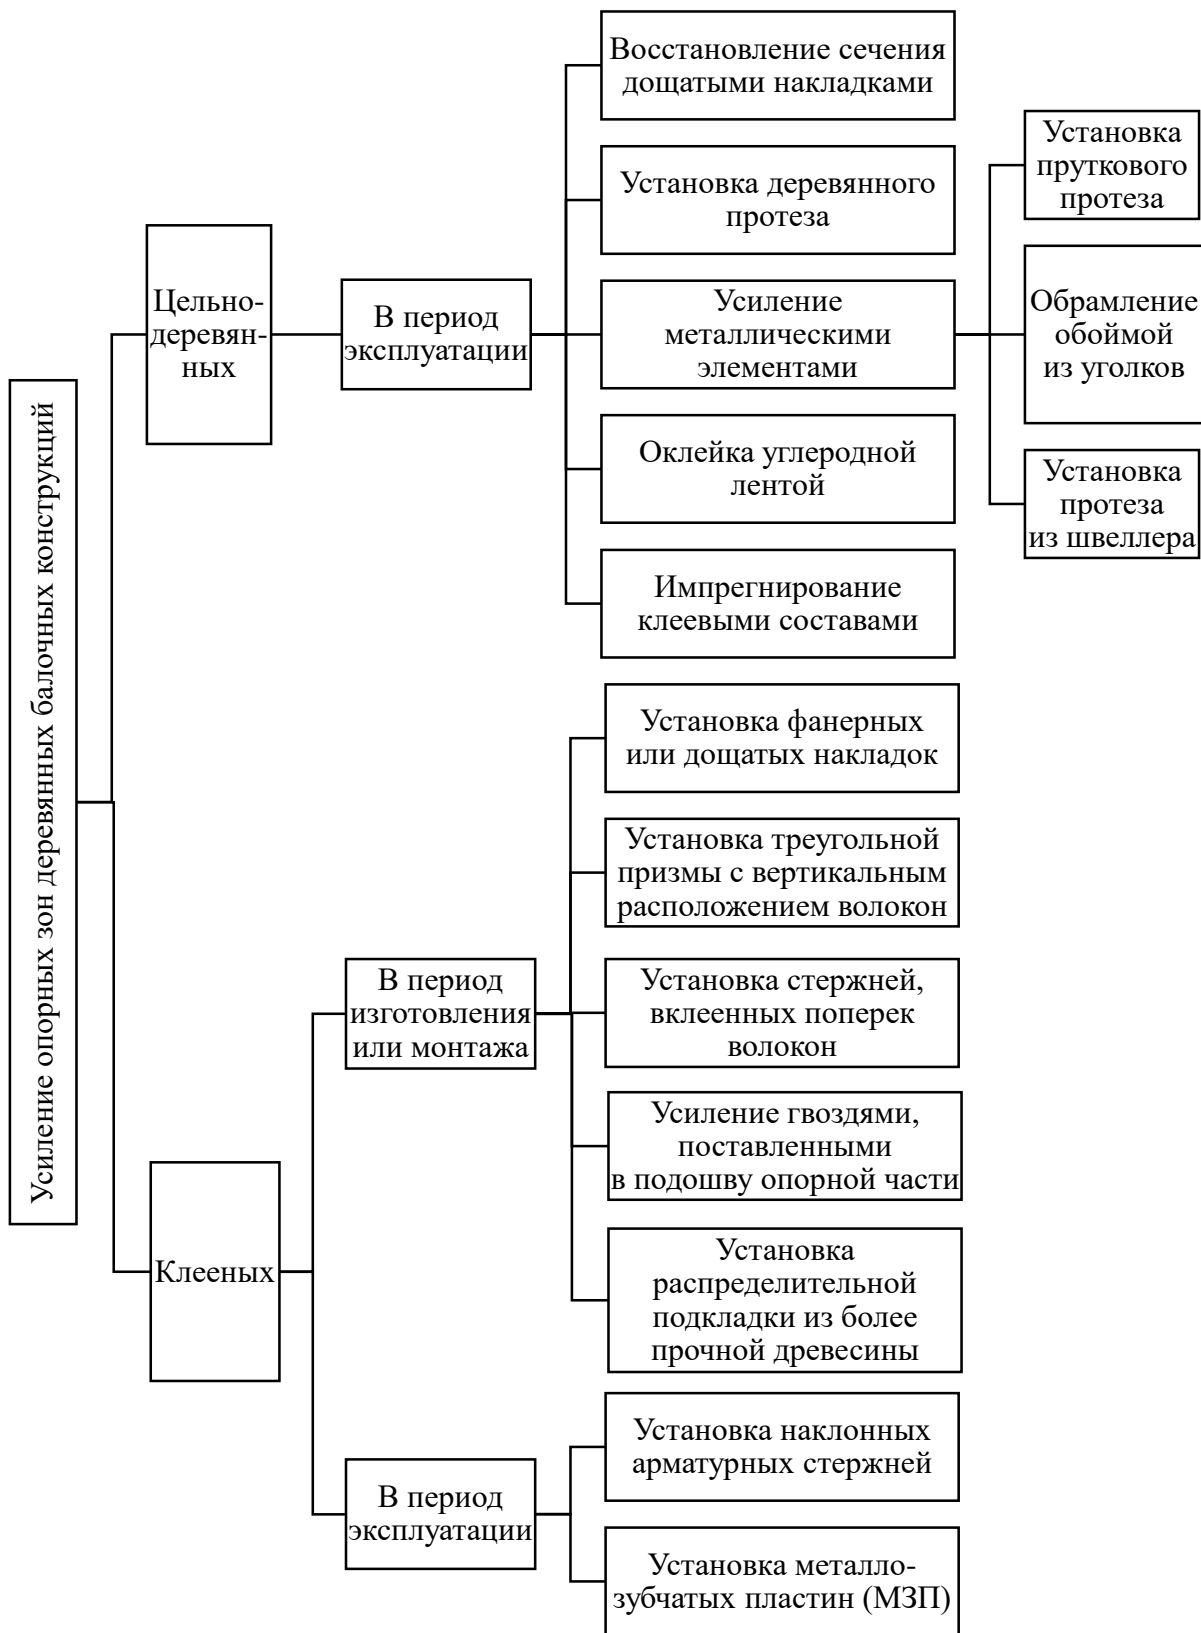 Усиление опорных зон деревянных балочных конструкций
Цельно-
деревян-
ных
В период
эксплуатации
Восстановление сечения
дощатыми накладками
Установка деревянного
протеза
Усиление
металлическими
элементами
Установка
пруткового
протеза
Обрамление
обоймой
из уголков
Установка
протеза
из швеллера
Оклейка углеродной
лентой
Импрегнирование
клеевыми составами
Клееных
В период
изготовления
или монтажа
Установка фанерных
или дощатых накладок
Установка треугольной
призмы с вертикальным
расположением волокон
Установка стержней,
вклеенных поперек
волокон
Усиление гвоздями,
поставленными
в подошву опорной части
Установка
распределительной
подкладки из более
прочной древесины
В период
эксплуатации
Установка наклонных
арматурных стержней
Установка металло-
зубчатых пластин (МЗП)